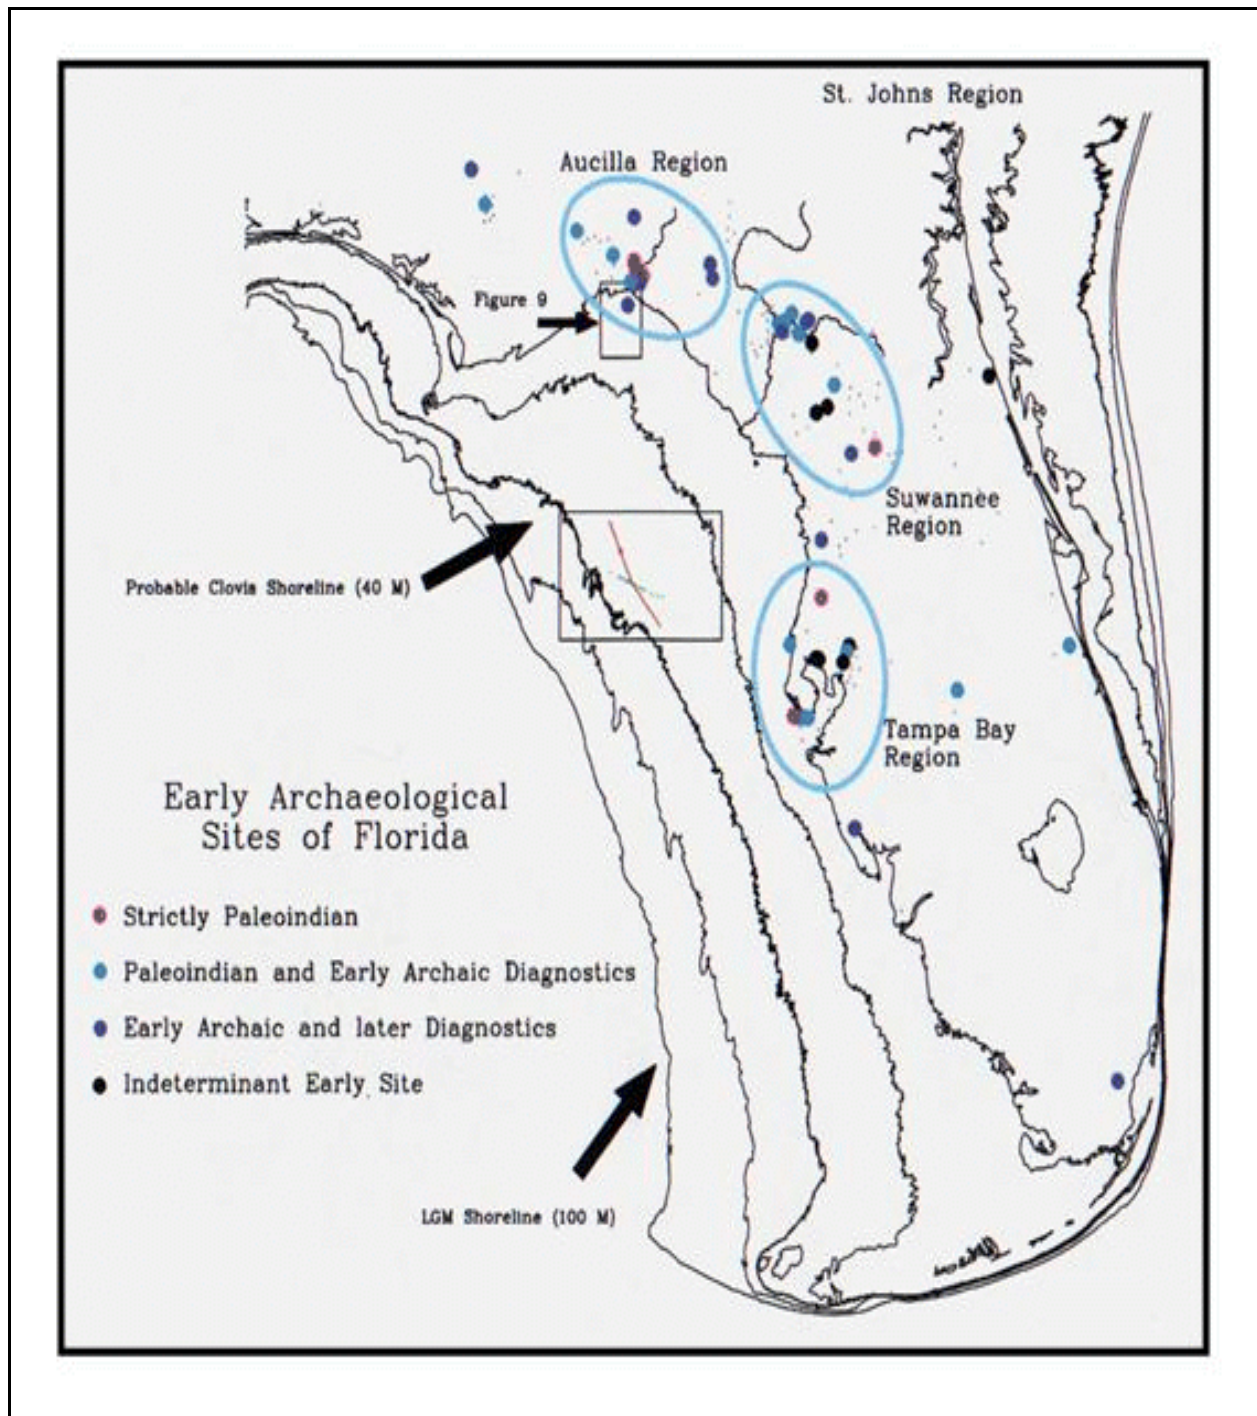 St. Johns Region
Aucilla Region
Figure 9
Suwannee
Region
Probable Clovis Shoreline (40 M)
Tampa Bay
Region
Early Archaeological
Sites of Florida
Strictly Paleoindian
Paleoindian and Early Archaic Diagnostics
Early Archaic and later Diagnostics
Indeterminant Early Site
LGM Shoreline (100 M)